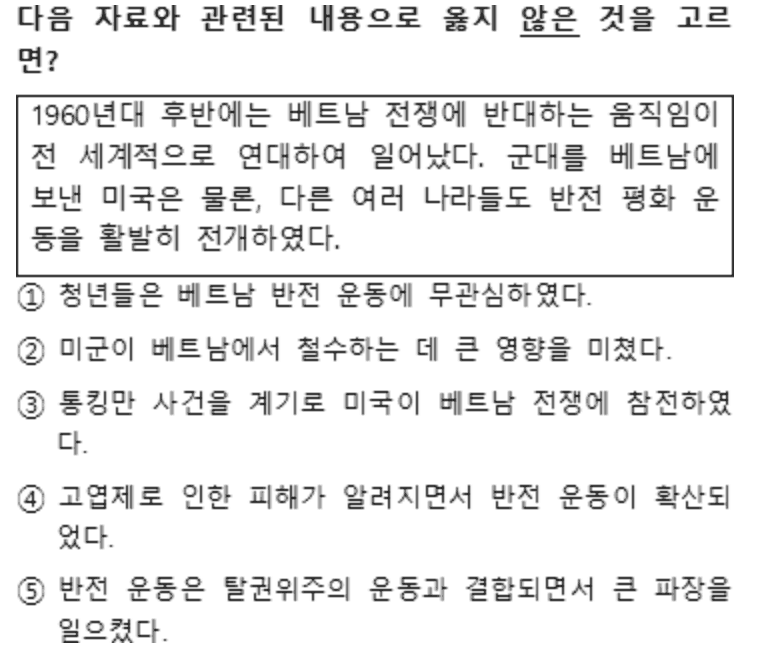 다음 자료와 관련된 내용으로 옳지 않은 것을 고르
면?
1960년대 후반에는 베트남 전쟁에 반대하는 움직임이
전 세계적으로 연대하여 일어났다. 군대를 베트남에
보낸 미국은 물론, 다른 여러 나라들도 반전 평화 운
동을 활발히 전개하였다.
① 청년들은 베트남 반전 운동에 무관심하였다.
② 미군이 베트남에서 철수하는 데 큰 영향을 미쳤다.
③ 통킹만 사건을 계기로 미국이 베트남 전쟁에 참전하였
다.
④ 고엽제로 인한 피해가 알려지면서 반전 운동이 확산되
었다.
⑤ 반전 운동은 탈권위주의 운동과 결합되면서 큰 파장을
일으켰다.